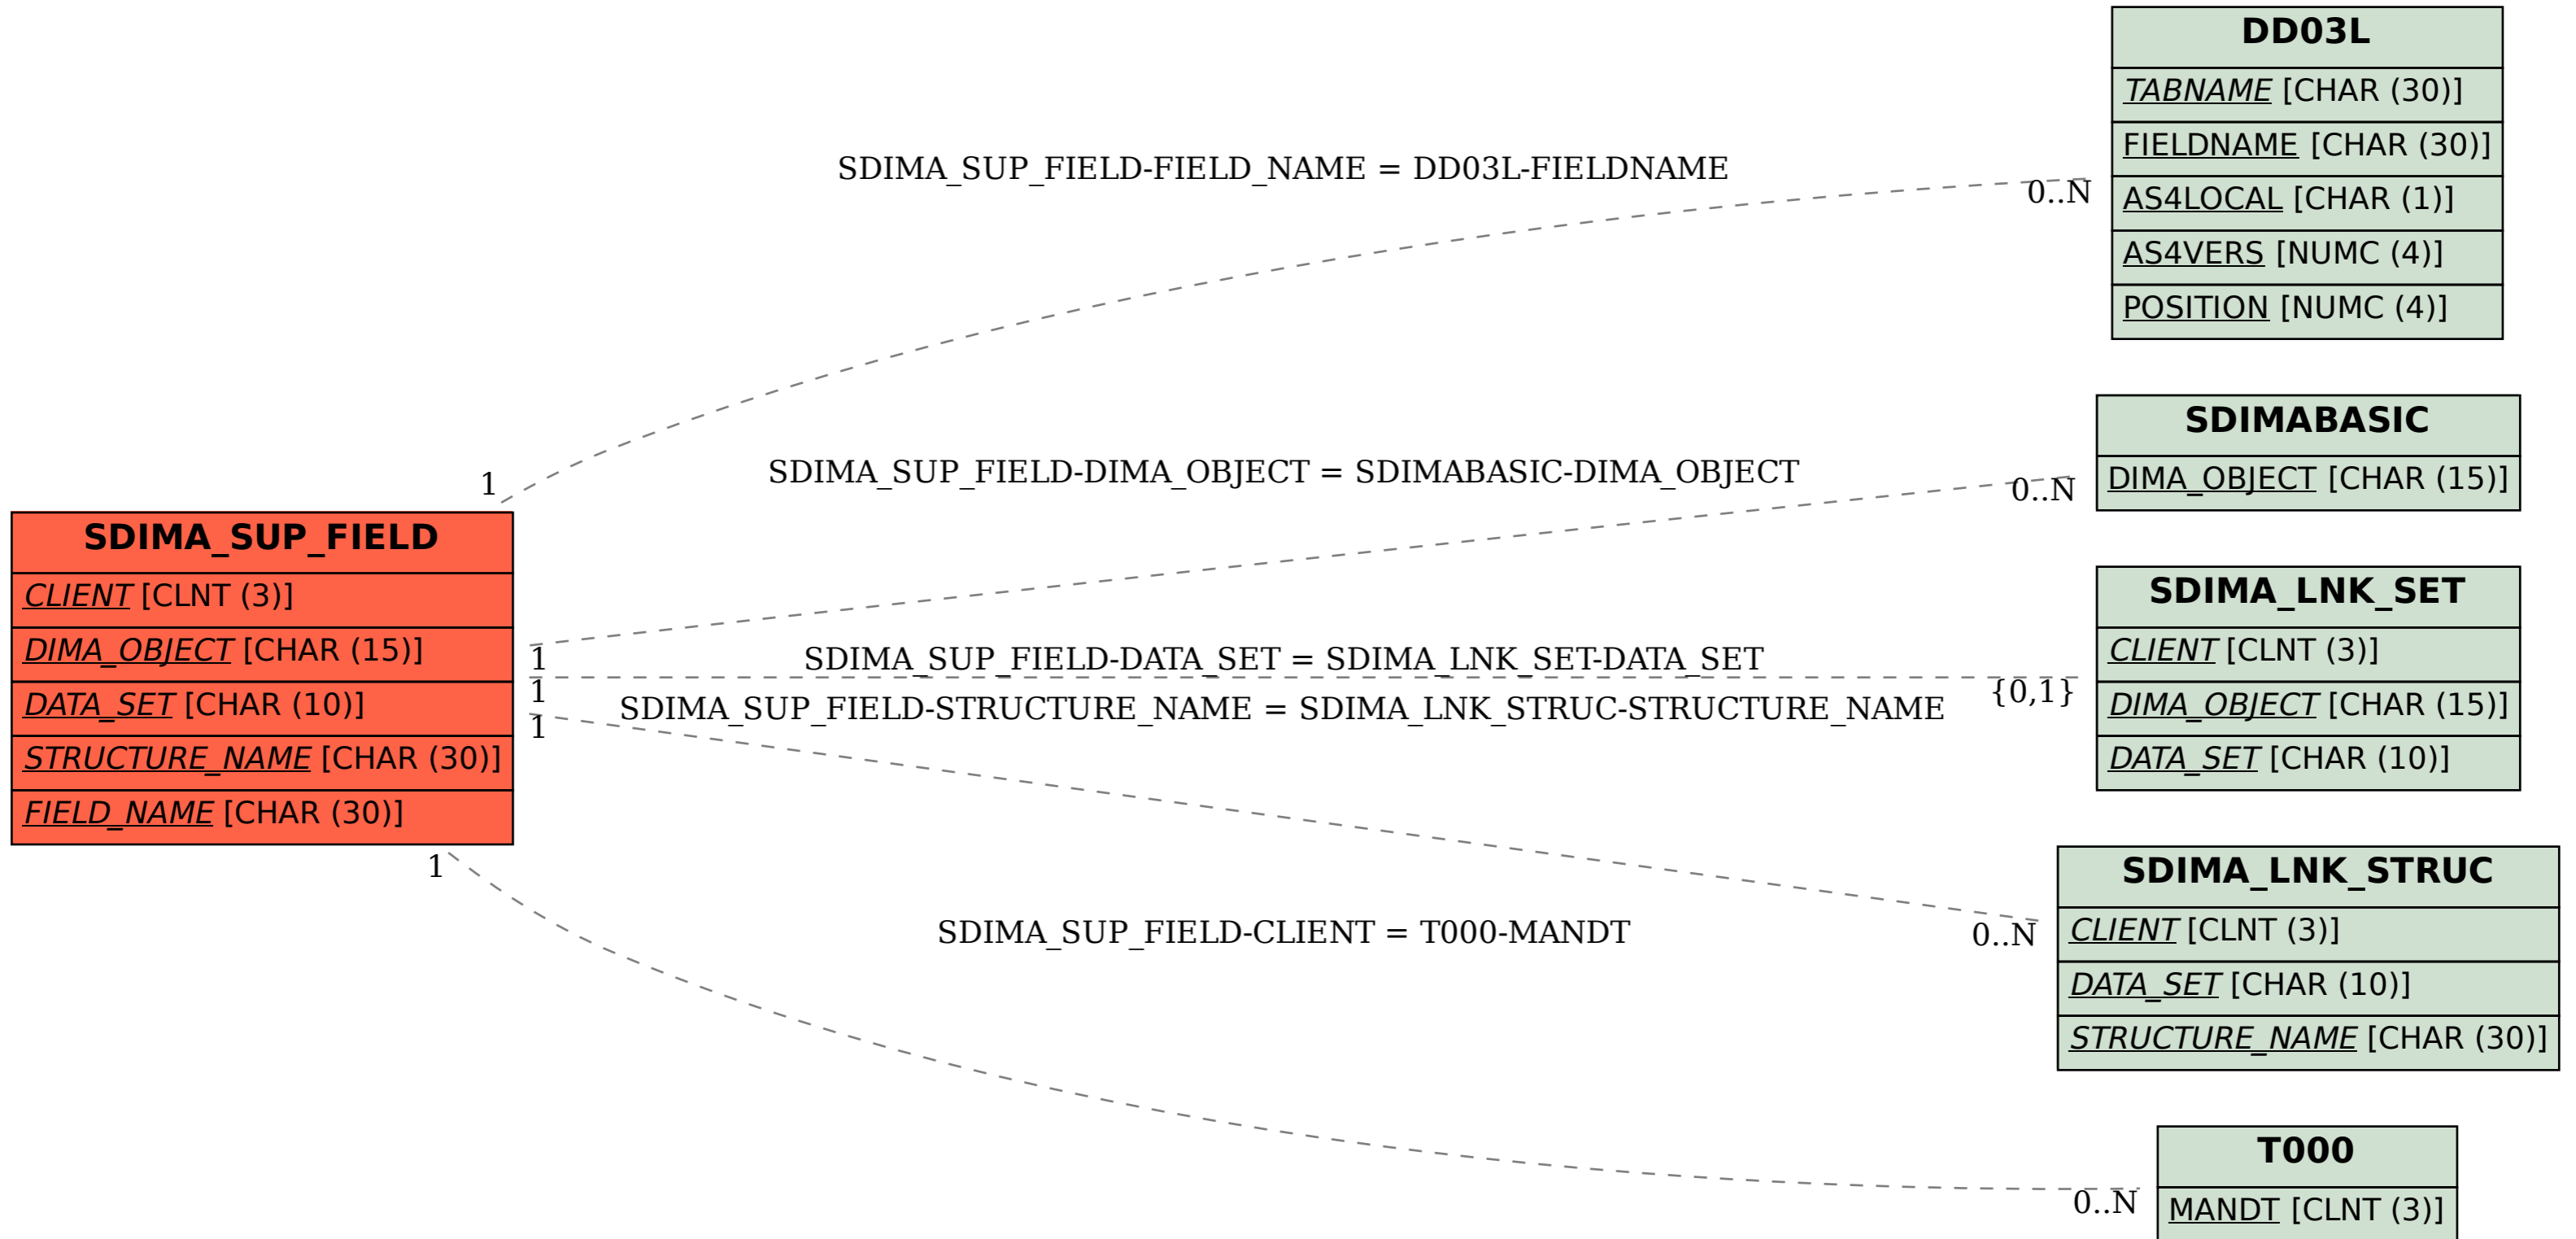 DD03L
TABNAME [CHAR (30)]
FIELDNAME [CHAR (30)]
AS4LOCAL [CHAR (1)]
AS4VERS [NUMC (4)]
POSITION [NUMC (4)]
SDIMA_SUP_FIELD-FIELD_NAME = DD03L-FIELDNAME
0..N
1
SDIMABASIC
DIMA_OBJECT [CHAR (15)]
SDIMA_SUP_FIELD-DIMA_OBJECT = SDIMABASIC-DIMA_OBJECT
0..N
1
SDIMA_SUP_FIELD
CLIENT [CLNT (3)]
DIMA_OBJECT [CHAR (15)]
DATA_SET [CHAR (10)]
STRUCTURE_NAME [CHAR (30)]
FIELD_NAME [CHAR (30)]
SDIMA_SUP_FIELD-DATA_SET = SDIMA_LNK_SET-DATA_SET
1
{0,1}
SDIMA_LNK_SET
CLIENT [CLNT (3)]
DIMA_OBJECT [CHAR (15)]
DATA_SET [CHAR (10)]
SDIMA_SUP_FIELD-STRUCTURE_NAME = SDIMA_LNK_STRUC-STRUCTURE_NAME
1
0..N
SDIMA_LNK_STRUC
CLIENT [CLNT (3)]
DATA_SET [CHAR (10)]
STRUCTURE_NAME [CHAR (30)]
SDIMA_SUP_FIELD-CLIENT = T000-MANDT
1
0..N
T000
MANDT [CLNT (3)]